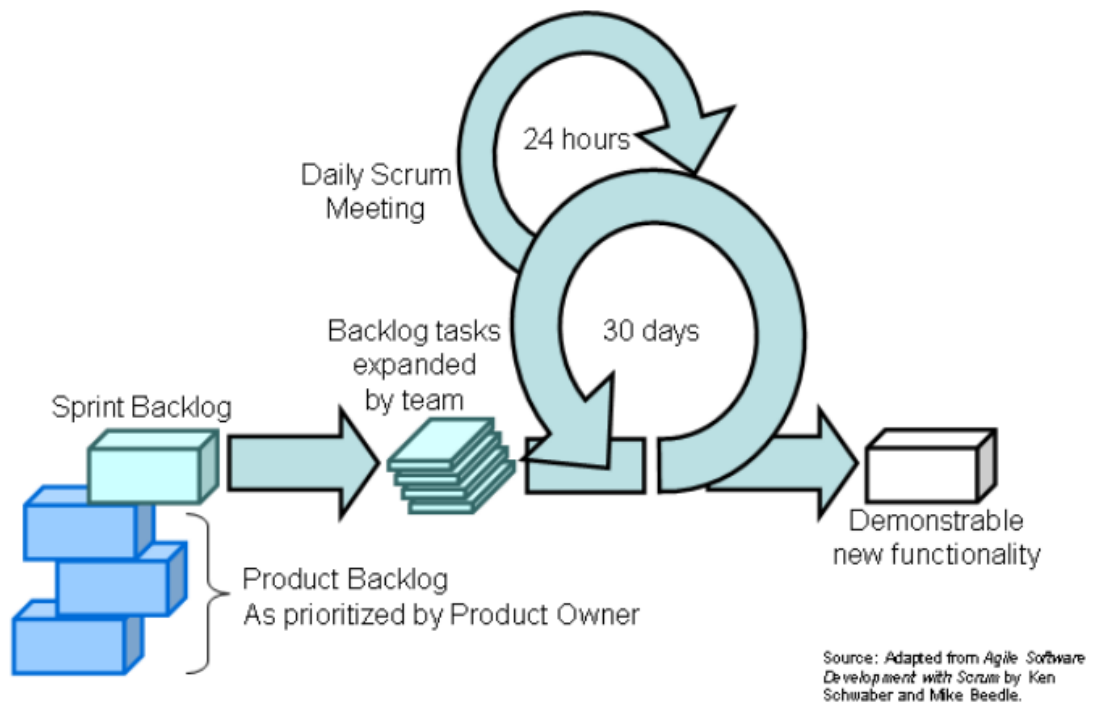 24 hours
Daily Scrum
Meeting
Backlog tasks
expanded
by team
30 days
Sprint Backlog
Demonstrable
new functionality
Product Backlog
As prioritized by Product Owner
Source: Adapted from Agile Software
Development with Scrum by Ken
Schwaber and Mike Beedle.